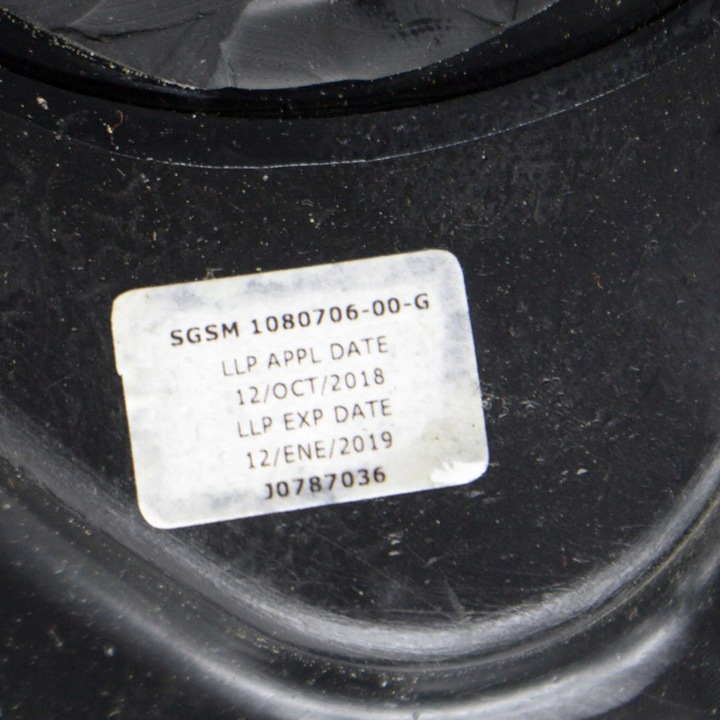 SGSM 1080706-00-G
LLP APPL DATE
12/OCT/2018
LLP EXP DATE
12/ENE/2019
J0787036